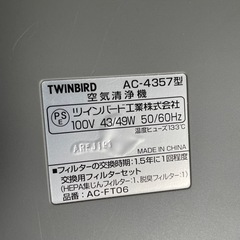 TWINBIRD AC-4357型
空気清浄機
ツインバード工業株式会社
PS E
100V 43/49W 50/60Hz
温度ヒューズ133℃
MADE IN CHINA
■フィルターの交換時期:1.5年に1回程度
交換用フィルターセット
(HEPA集じんフィルター:1、脱臭フィルター:1)
品名:AC-FT06